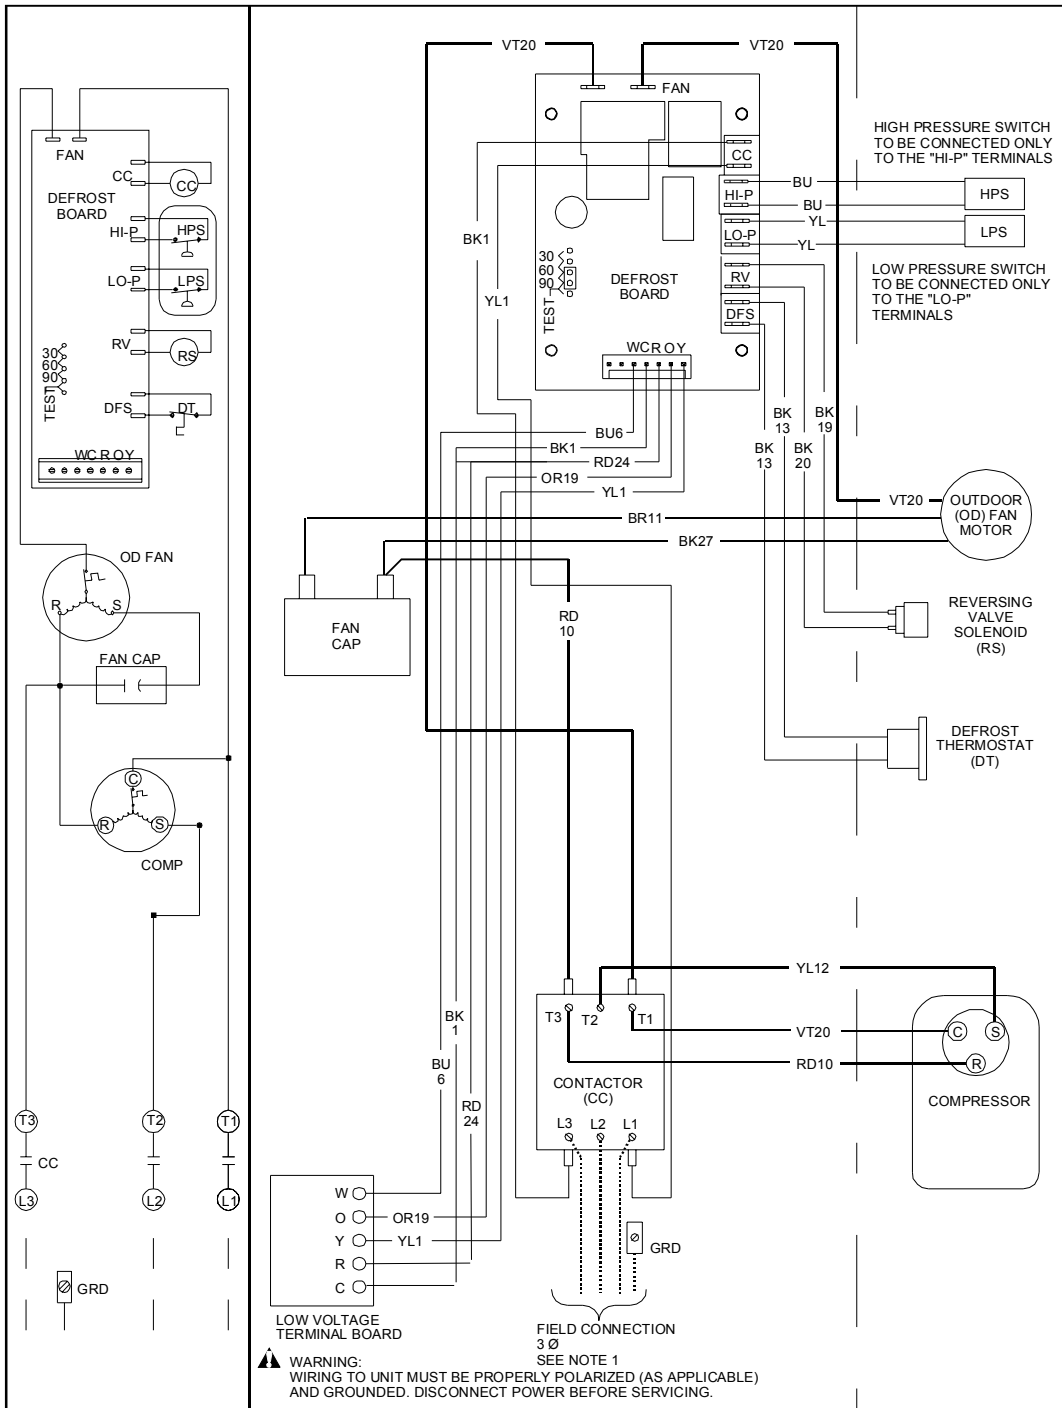 FAN
DEFROST
BOARD
CC
CC
HI-P
HPS
LO-P
LPS
RV
RS
30
60
90
TEST
DFS
DT
WCROY
OD FAN
R
S
FAN CAP
C
R
S
COMP
T3
T2
T1
CC
L3
L2
L1
GRD
VT20
VT20
FAN
CC
HI-P
LO-P
RV
DFS
DEFROST
BOARD
30
60
90
TEST
WCROY
BU
BU
YL
YL
HPS
LPS
HIGH PRESSURE SWITCH
TO BE CONNECTED ONLY
TO THE "HI-P" TERMINALS
LOW PRESSURE SWITCH
TO BE CONNECTED ONLY
TO THE "LO-P"
TERMINALS
BK1
YL1
BU6
BK1
RD24
OR19
YL1
BK
13
BK
13
BK
19
BK
20
BR11
BK27
VT20
OUTDOOR
(OD) FAN
MOTOR
FAN
CAP
RD
10
REVERSING
VALVE
SOLENOID
(RS)
DEFROST
THERMOSTAT
(DT)
YL12
VT20
RD10
T3
T2
T1
CONTACTOR
(CC)
L3
L2
L1
C
S
R
COMPRESSOR
BK
1
BU
6
RD
24
W
O
Y
R
C
OR19
YL1
LOW VOLTAGE
TERMINAL BOARD
GRD
FIELD CONNECTION
3 Ø
SEE NOTE 1
WARNING:
WIRING TO UNIT MUST BE PROPERLY POLARIZED (AS APPLICABLE)
AND GROUNDED. DISCONNECT POWER BEFORE SERVICING.